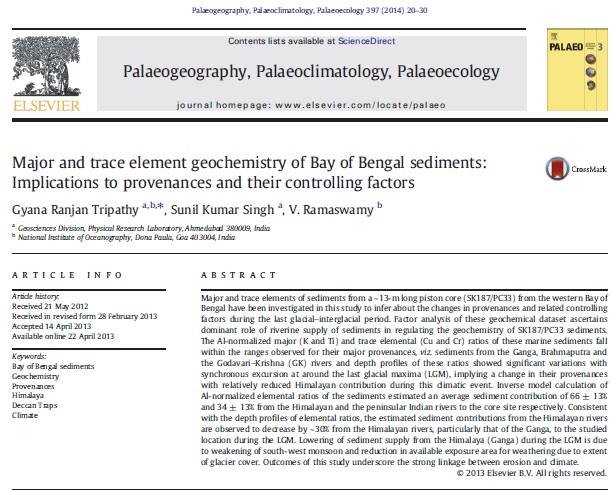 Palaeogeography, Palaeoclimatology, Palaeoecology 397 (2014) 20–30
Contents lists available at ScienceDirect
Palaeogeography, Palaeoclimatology, Palaeoecology
journal homepage: www.elsevier.com/locate/palaeo
ELSEVIER
PALAEO 3
Major and trace element geochemistry of Bay of Bengal sediments:
Implications to provenances and their controlling factors
CrossMark
Gyana Ranjan Tripathy a,b,*, Sunil Kumar Singh a, V. Ramaswamy b
a Geosciences Division, Physical Research Laboratory, Ahmedabad 380009, India
b National Institute of Oceanography, Dona Paula, Goa 403004, India
ARTICLE INFO
Article history:
Received 21 May 2012
Received in revised form 28 February 2013
Accepted 14 April 2013
Available online 22 April 2013
Keywords:
Bay of Bengal sediments
Geochemistry
Provenances
Himalaya
Deccan Traps
Climate
ABSTRACT
Major and trace elements of sediments from a ~13-m long piston core (SK187/PC33) from the western Bay of
Bengal have been investigated in this study to infer about the changes in provenances and related controlling
factors during the last glacial–interglacial period. Factor analysis of these geochemical dataset ascertains
dominant role of riverine supply of sediments in regulating the geochemistry of SK187/PC33 sediments.
The Al-normalized major (K and Ti) and trace elemental (Cu and Cr) ratios of these marine sediments fall
within the ranges observed for their major provenances, viz. sediments from the Ganga, Brahmaputra and
the Godavari–Krishna (GK) rivers and depth profiles of these ratios showed significant variations with
synchronous excursion at around the last glacial maxima (LGM), implying a change in their provenances
with relatively reduced Himalayan contribution during this climatic event. Inverse model calculation of
Al-normalized elemental ratios of the sediments estimated an average sediment contribution of 66 ± 13%
and 34 ± 13% from the Himalayan and the peninsular Indian rivers to the core site respectively. Consistent
with the depth profiles of elemental ratios, the estimated sediment contributions from the Himalayan rivers
are observed to decrease by ~30% from the Himalayan rivers, particularly that of the Ganga, to the studied
location during the LGM. Lowering of sediment supply from the Himalaya (Ganga) during the LGM is due
to weakening of south-west monsoon and reduction in available exposure area for weathering due to extent
of glacier cover. Outcomes of this study underscore the strong linkage between erosion and dimate.
© 2013 Elsevier B.V. All rights reserved.